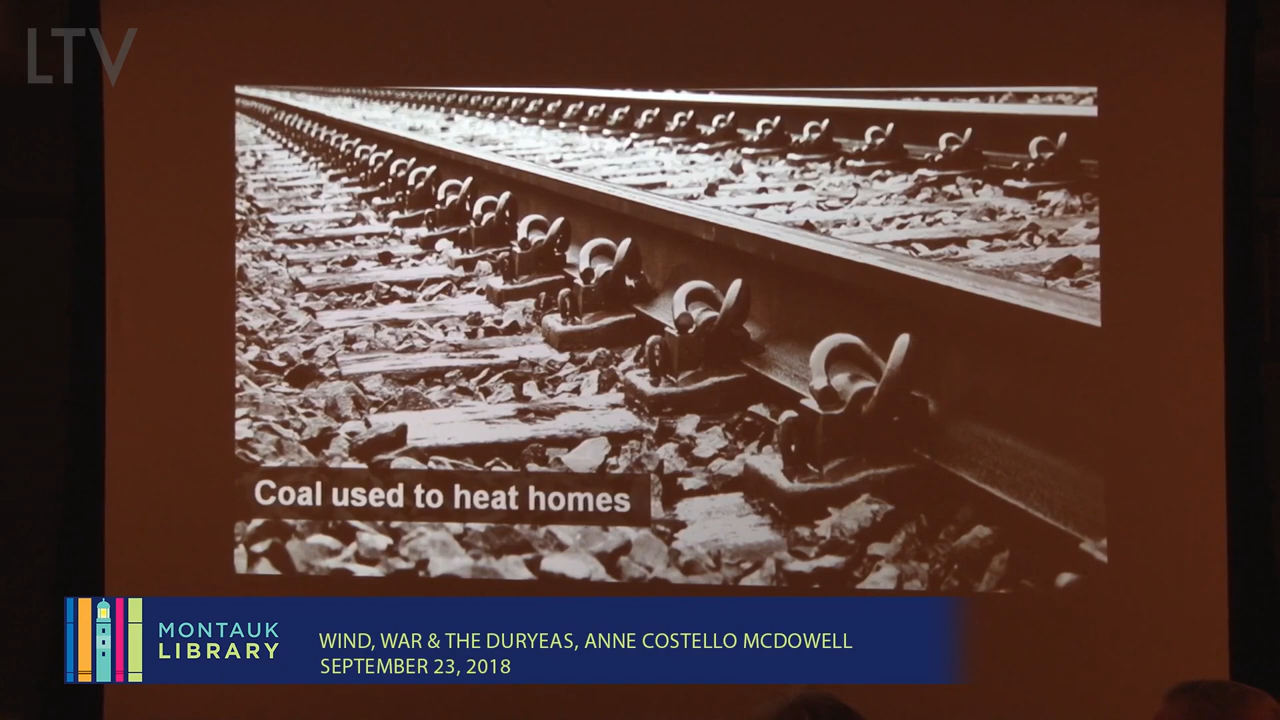 LTV
Coal used to heat homes
MONTAUK
LIBRARY
WIND, WAR & THE DURYEAS, ANNE COSTELLO MCDOWELL
SEPTEMBER 23, 2018